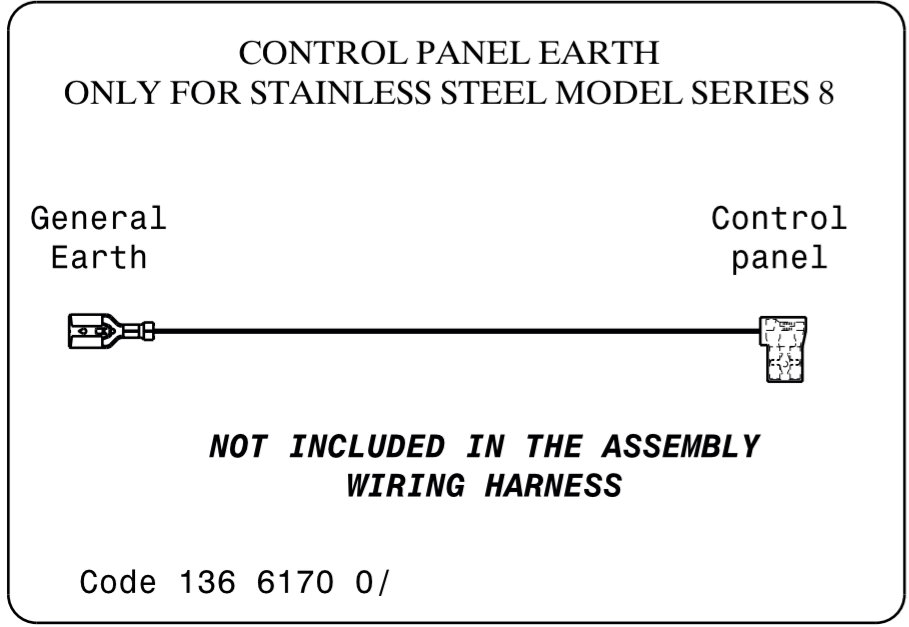 CONTROL PANEL EARTH
ONLY FOR STAINLESS STEEL MODEL SERIES 8
General
Earth
Control
panel
NOT INCLUDED IN THE ASSEMBLY
WIRING HARNESS
Code 136 6170 0/